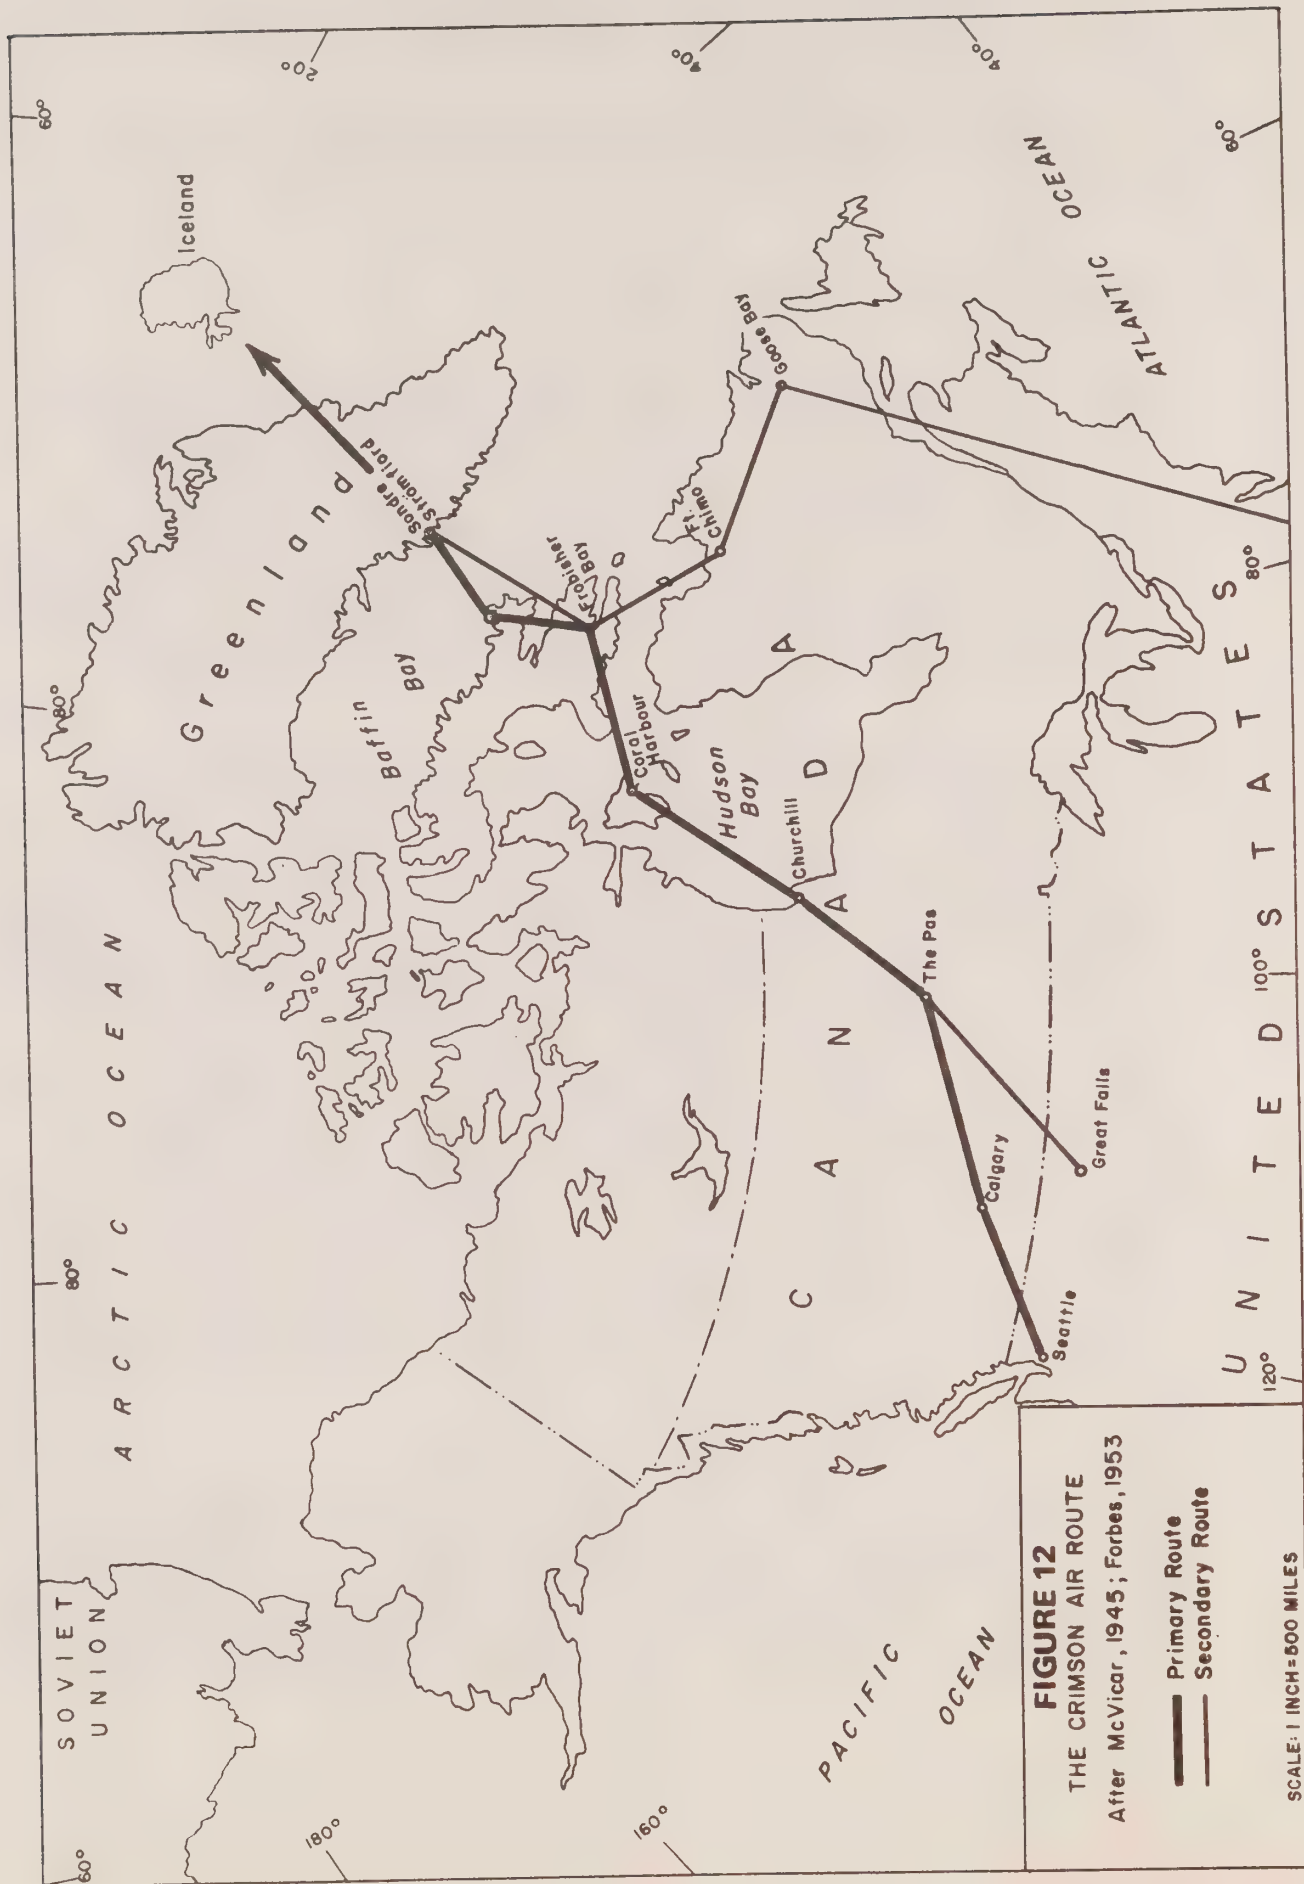 60°
80°
80°
60°
SOVIET
UNION
ARCTIC OCEAN
Iceland
20°
180°
Greenland
Sondre
Stromfiord
Baffin
Bay
Frobisher
Bay
Coral
Harbour
Ft.
Chimo
Goose Bay
40°
160°
Hudson
Bay
Churchill
CANADA
The Pas
Calgary
Seattle
Great Falls
PACIFIC
OCEAN
ATLANTIC OCEAN
40°
UNITED STATES
120°
100°
80°
60°
FIGURE 12
THE CRIMSON AIR ROUTE
After McVicar, 1945; Forbes, 1953
Primary Route
Secondary Route
SCALE: 1 INCH = 500 MILES